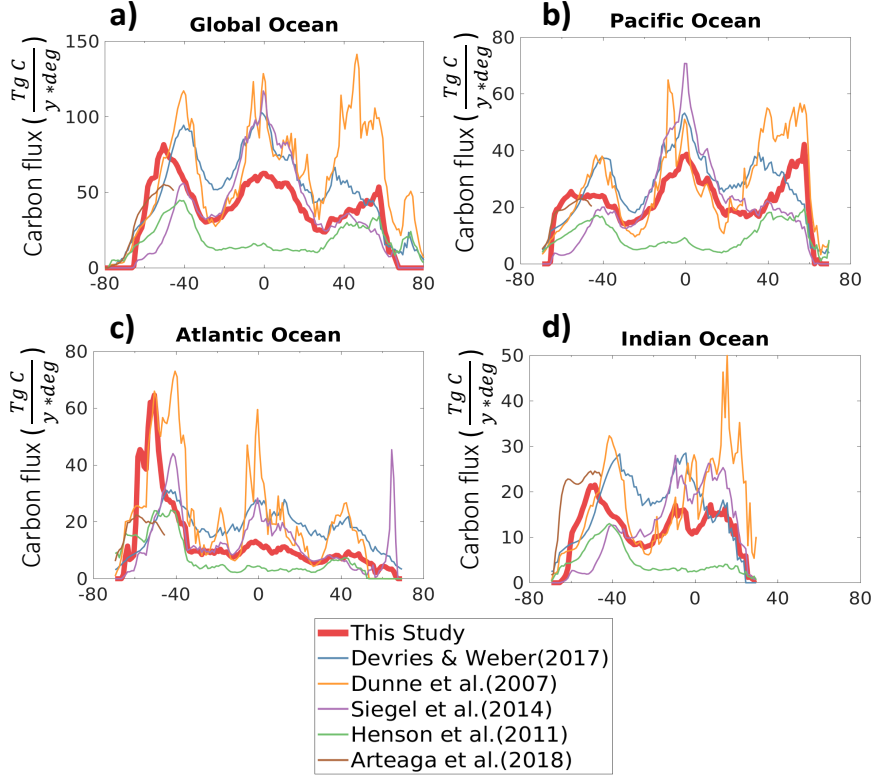 a)
Global Ocean
Carbon flux ( Tg C / y *deg )
150
100
50
0
-80 -40 0 40 80
b)
Pacific Ocean
Carbon flux ( Tg C / y *deg )
80
60
40
20
0
-80 -40 0 40 80
c)
Atlantic Ocean
Carbon flux ( Tg C / y *deg )
80
60
40
20
0
-80 -40 0 40 80
d)
Indian Ocean
Carbon flux ( Tg C / y *deg )
50
40
30
20
10
0
-80 -40 0 40 80
This Study
Devries & Weber(2017)
Dunne et al.(2007)
Siegel et al.(2014)
Henson et al.(2011)
Arteaga et al.(2018)